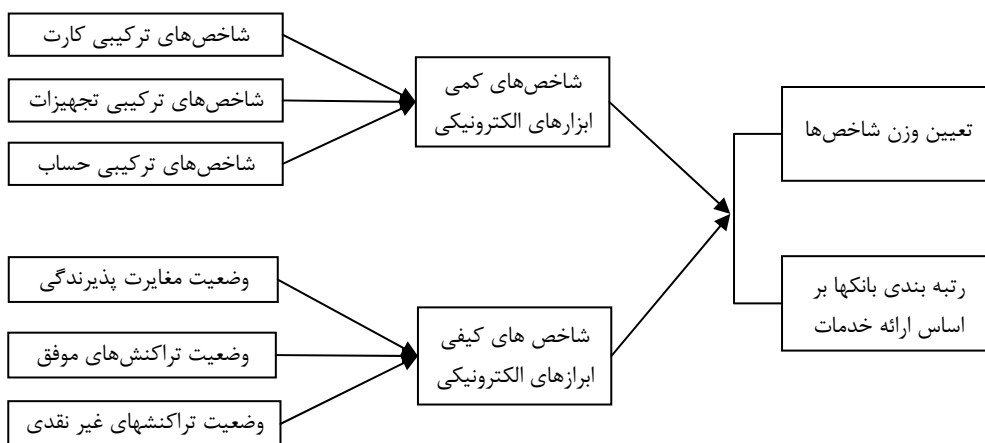 شاخص‌های ترکیبی کارت
شاخص‌های ترکیبی تجهیزات
شاخص‌های ترکیبی حساب
شاخص‌های کمی
ابزارهای الکترونیکی
تعیین وزن شاخص‌ها
وضعیت مغایرت پذیرندگی
وضعیت تراکنش‌های موفق
وضعیت تراکنشهای غیر نقدی
شاخص های کیفی
ابرازهای الکترونیکی
رتبه بندی بانکها بر
اساس ارائه خدمات